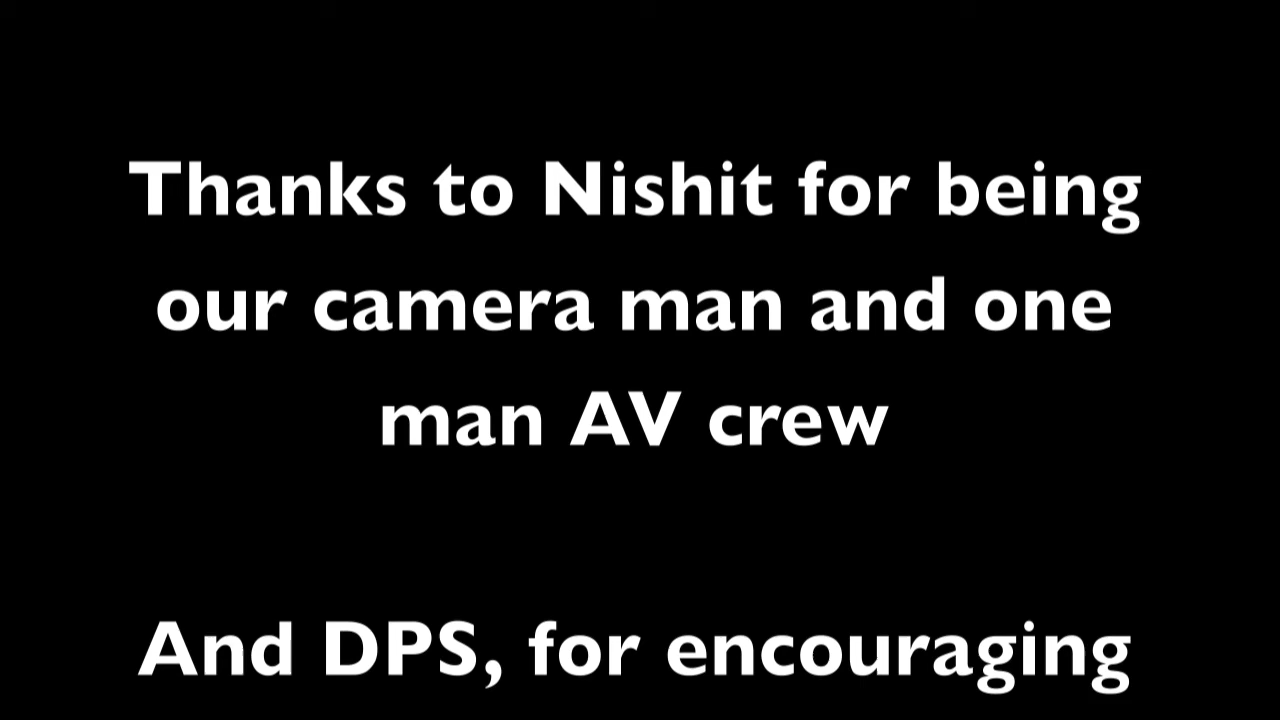 Thanks to Nishit for being
our camera man and one
man AV crew
And DPS, for encouraging